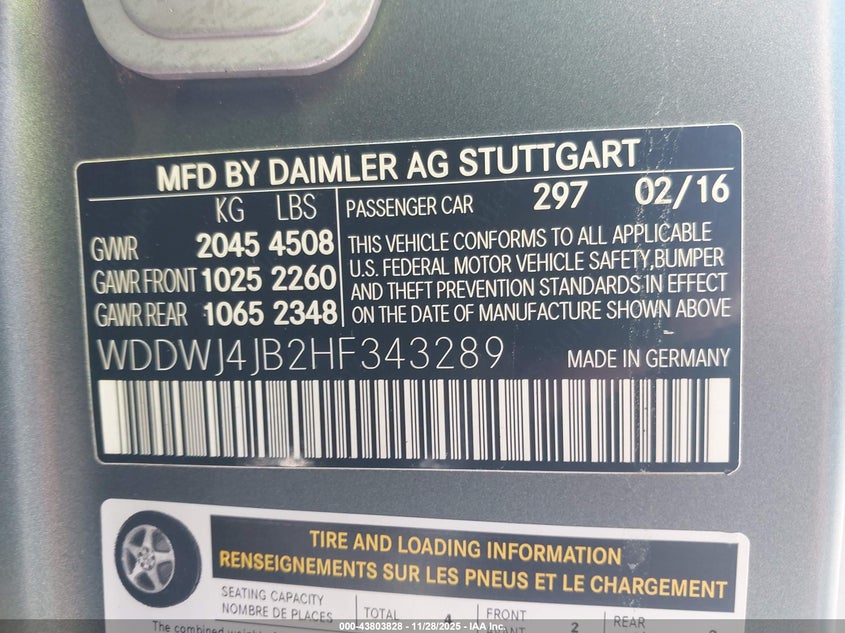 MFD BY DAIMLER AG STUTTGART
KG LBS PASSENGER CAR 297 02/16
GVWR 2045 4508
GAWR FRONT 1025 2260
GAWR REAR 1065 2348
THIS VEHICLE CONFORMS TO ALL APPLICABLE
U.S. FEDERAL MOTOR VEHICLE SAFETY, BUMPER
AND THEFT PREVENTION STANDARDS IN EFFECT
ON THE DATE OF MANUFACTURE SHOWN ABOVE
WDDWJ4JB2HF343289 MADE IN GERMANY
TIRE AND LOADING INFORMATION
RENSEIGNEMENTS SUR LES PNEUS ET LE CHARGEMENT
SEATING CAPACITY
NOMBRE DE PLACES TOTAL 4 FRONT 2 REAR
The combined
000-43803828 - 11/28/2025 - IAA Inc.